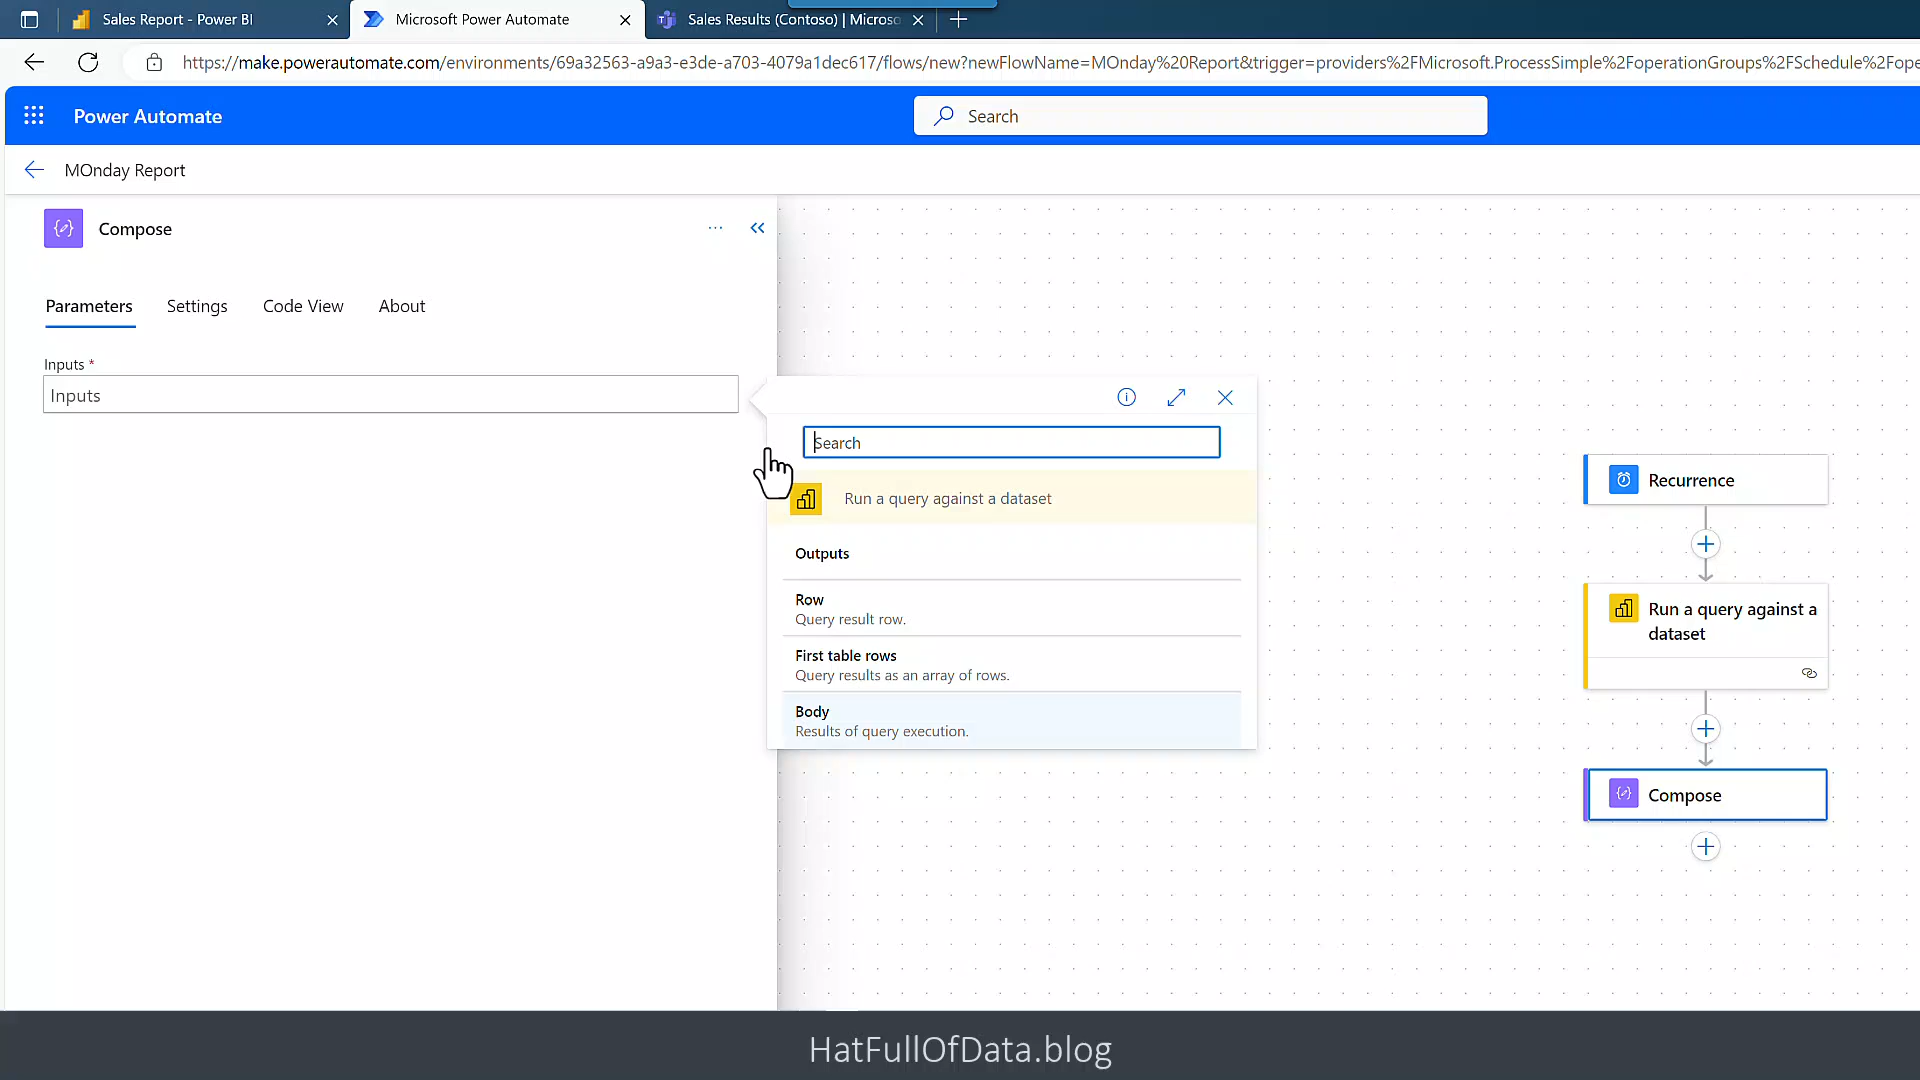 Sales Report - Power BI
Microsoft Power Automate
Sales Results (Contoso) | Micros
https://make.powerautomate.com/environments/69a32563-a9a3-e3de-a703-4079a1dec617/flows/new?newFlowName=MOnday%20Report&trigger=providers%2FMicrosoft.ProcessSimple%2FoperationGroups%2FSchedule%2Fope
Power Automate
Search
MOnday Report
Compose
Parameters
Settings
Code View
About
Inputs *
Inputs
Search
Run a query against a dataset
Outputs
Row
Query result row.
First table rows
Query results as an array of rows.
Body
Results of query execution.
Recurrence
Run a query against a
dataset
Compose
HatFullOfData.blog